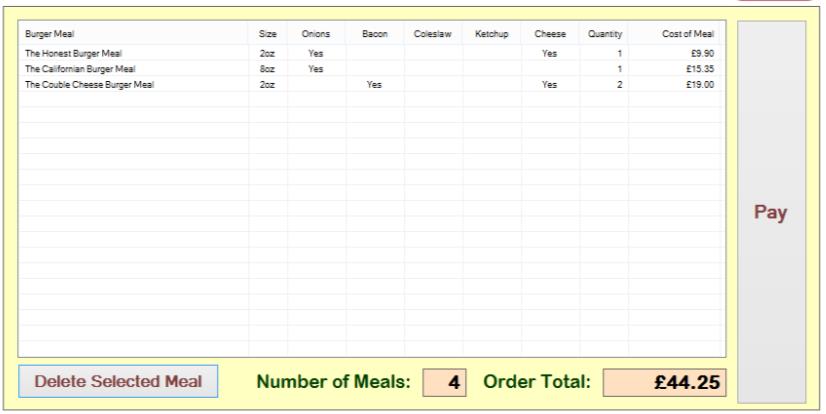 Burger Meal Size Onions Bacon Coleslaw Ketchup Cheese Quantity Cost of Meal
The Honest Burger Meal 2oz Yes Yes 1 £9.90
The Californian Burger Meal 8oz Yes 1 £15.35
The Couble Cheese Burger Meal 2oz Yes Yes 2 £19.00
Pay
Delete Selected Meal Number of Meals: 4 Order Total: £44.25